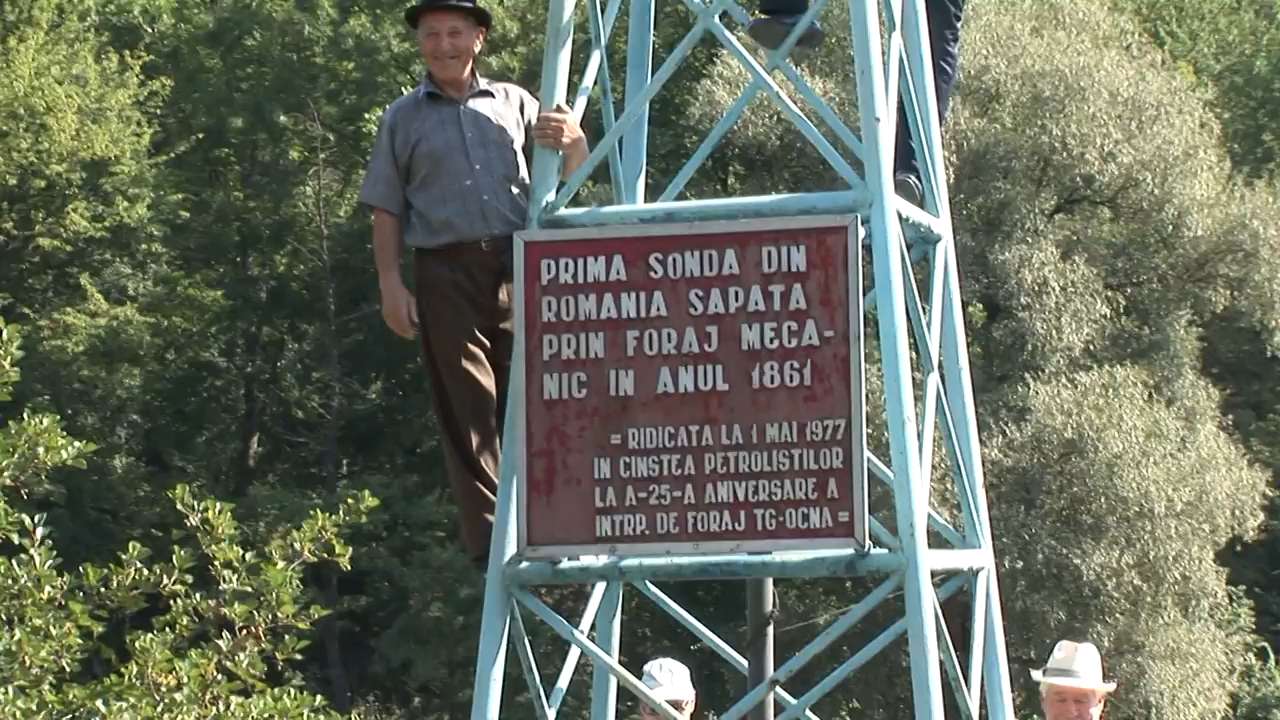 PRIMA SONDA DIN
ROMANIA SAPATA
PRIN FORAJ MECA-
NIC IN ANUL 1861
= RIDICATA LA 1 MAI 1977
IN CINSTEA PETROLISTILOR
LA A-25-A ANIVERSARE A
INTRP. DE FORAJ TG-OCNA =